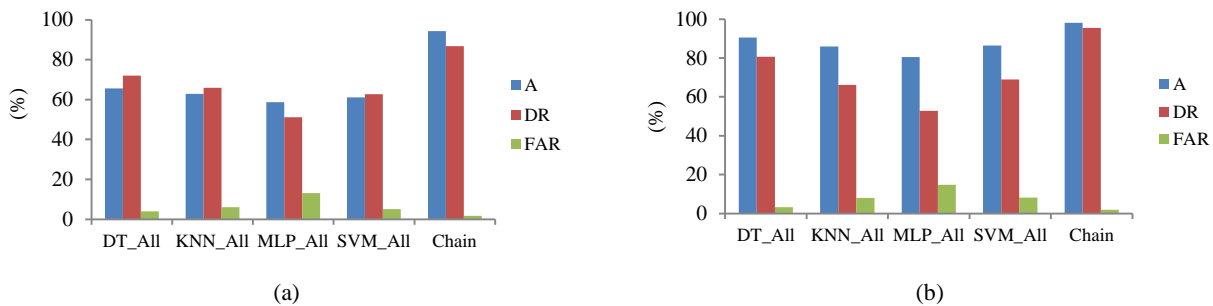 100
80
60
40
20
0
(%)
DT_All KNN_All MLP_All SVM_All Chain
A
DR
FAR
(a)
100
80
60
40
20
0
(%)
DT_All KNN_All MLP_All SVM_All Chain
A
DR
FAR
(b)